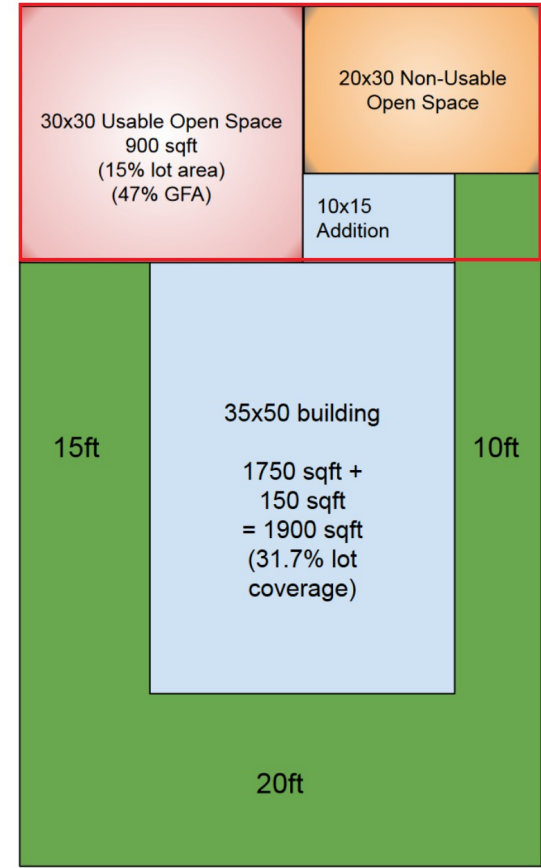 30x30 Usable Open Space
900 sqft
(15% lot area)
(47% GFA)
20x30 Non-Usable
Open Space
10x15
Addition
15ft
35x50 building
1750 sqft +
150 sqft
= 1900 sqft
(31.7% lot
coverage)
10ft
20ft